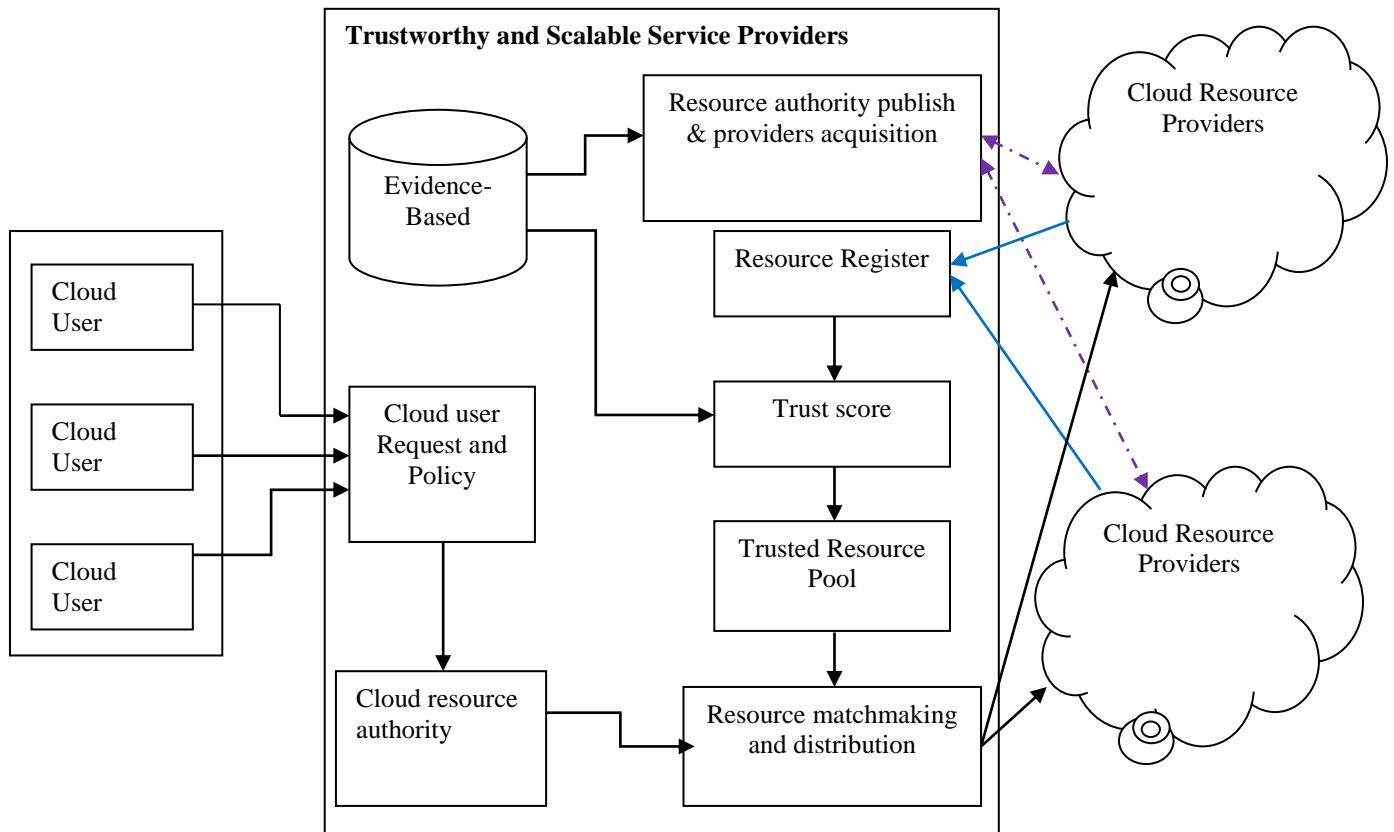 Trustworthy and Scalable Service Providers
Resource authority publish
& providers acquisition
Cloud Resource
Providers
Evidence-
Based
Resource Register
Cloud
User
Cloud user
Request and
Policy
Trust score
Cloud
User
Trusted Resource
Pool
Cloud Resource
Providers
Cloud
User
Cloud resource
authority
Resource matchmaking
and distribution